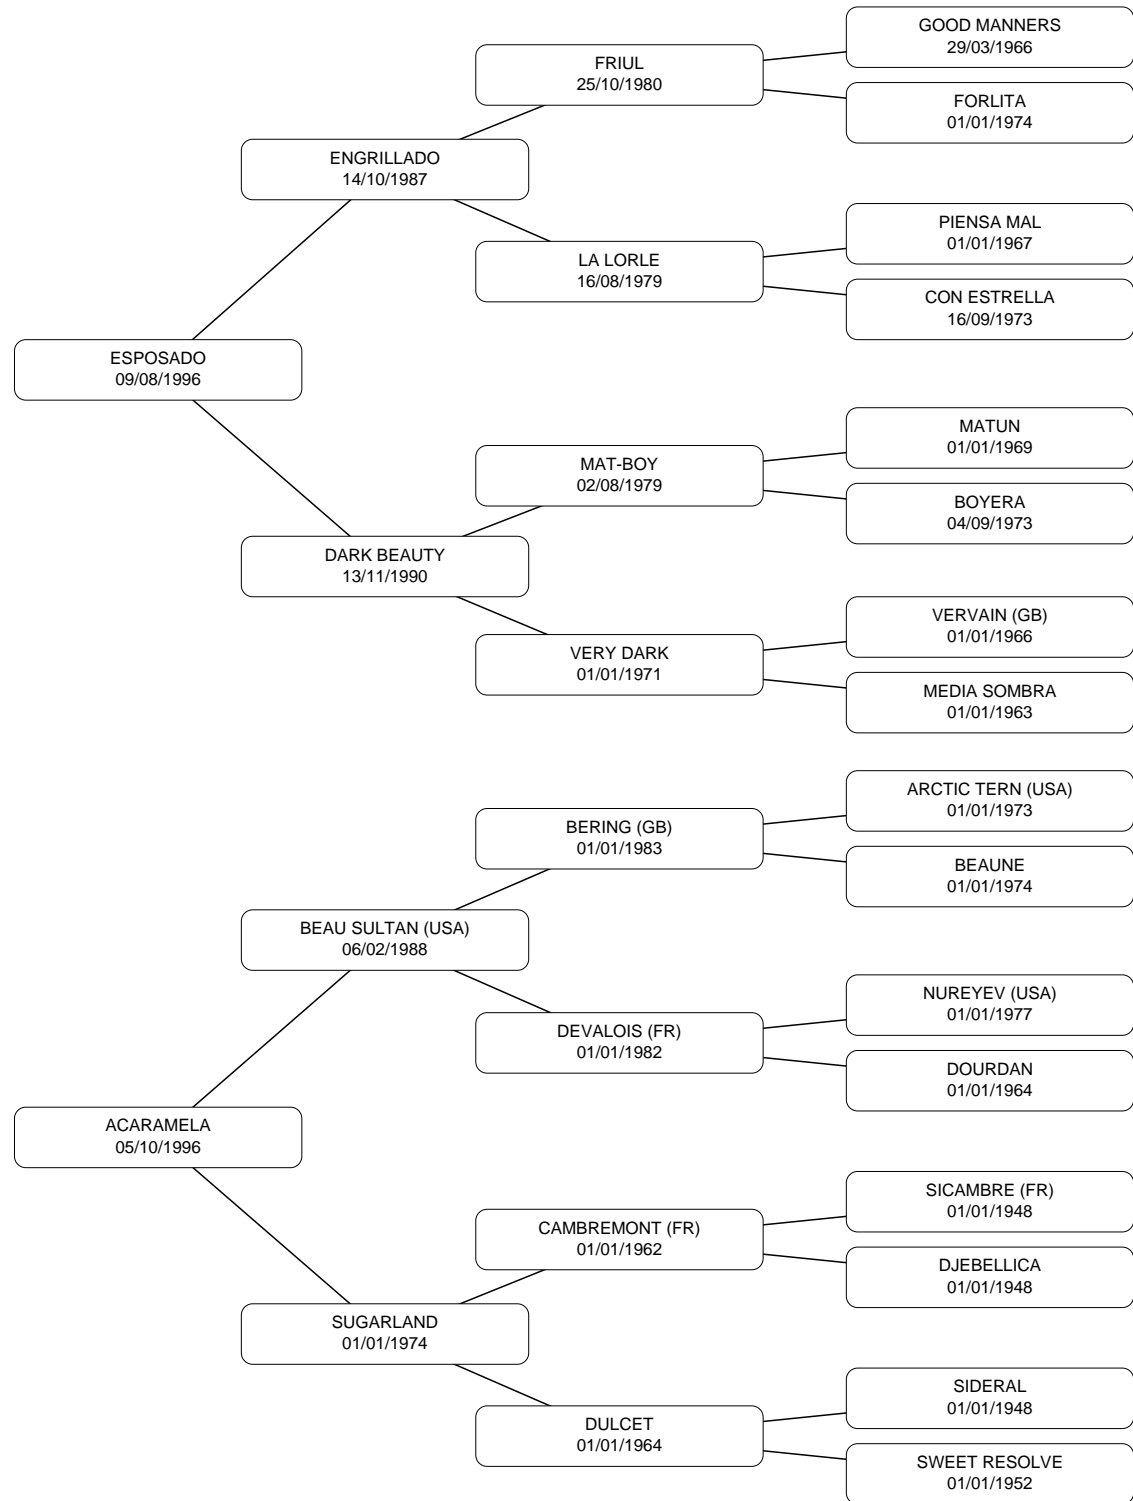 GOOD MANNERS
29/03/1966
FRIUL
25/10/1980
FORLITA
01/01/1974
ENGRILLADO
14/10/1987
PIENSA MAL
01/01/1967
LA LORLE
16/08/1979
CON ESTRELLA
16/09/1973
ESPOSADO
09/08/1996
MATUN
01/01/1969
MAT-BOY
02/08/1979
BOYERA
04/09/1973
DARK BEAUTY
13/11/1990
VERVAIN (GB)
01/01/1966
VERY DARK
01/01/1971
MEDIA SOMBRA
01/01/1963
ARCTIC TERN (USA)
01/01/1973
BERING (GB)
01/01/1983
BEAUNE
01/01/1974
BEAU SULTAN (USA)
06/02/1988
NUREYEV (USA)
01/01/1977
DEVALOIS (FR)
01/01/1982
DOURDAN
01/01/1964
ACARAMELA
05/10/1996
SICAMBRE (FR)
01/01/1948
CAMBREMONT (FR)
01/01/1962
DJEBELLICA
01/01/1948
SUGARLAND
01/01/1974
SIDERAL
01/01/1948
DULCET
01/01/1964
SWEET RESOLVE
01/01/1952